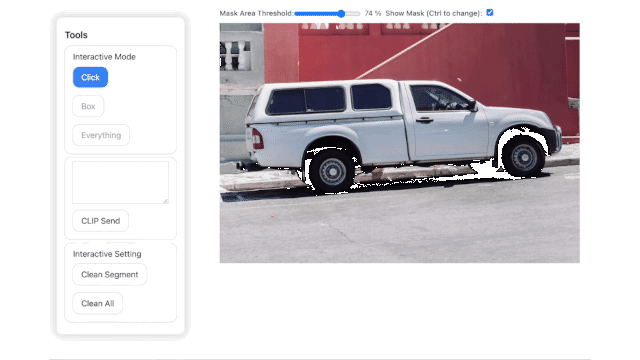 Mask Area Threshold: 74 % Show Mask (Ctrl to change):
Tools
Interactive Mode
Click
Box
Everything
CLIP Send
Interactive Setting
Clean Segment
Clean All